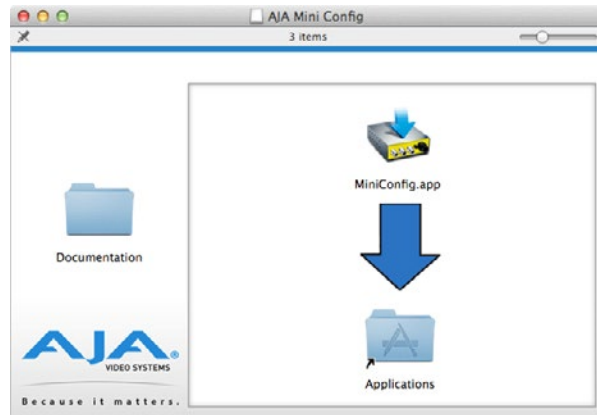 AJA Mini Config
3 items
MiniConfig.app
Documentation
Applications
AJA®
VIDEO SYSTEMS
Because it matters.